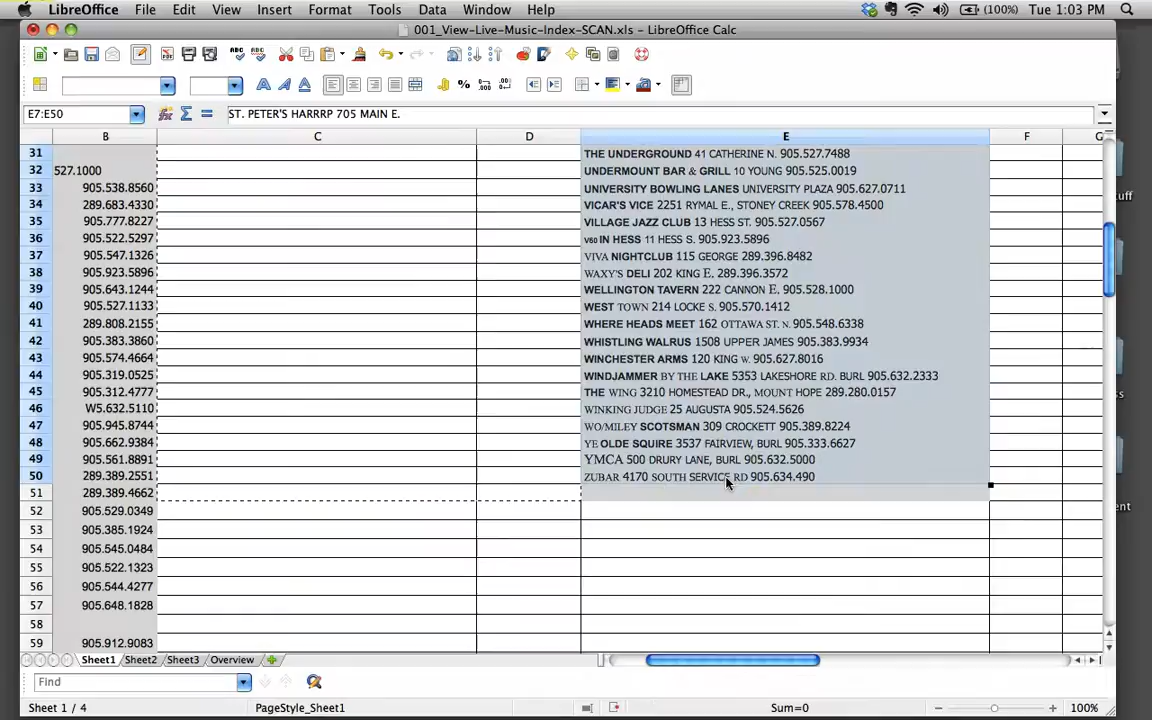 LibreOffice File Edit View Insert Format Tools Data Window Help (100%) Tue 1:03 PM
001_View-Live-Music-Index-SCAN.xls - LibreOffice Calc
E7:E50 ST. PETER'S HARRRP 705 MAIN E.
B C D E F G
31 THE UNDERGROUND 41 CATHERINE N. 905.527.7488
32 527.1000 UNDERMOUNT BAR & GRILL 10 YOUNG 905.525.0019
33 905.538.8560 UNIVERSITY BOWLING LANES UNIVERSITY PLAZA 905.627.0711
34 289.683.4330 VICAR'S VICE 2251 RYMAL E., STONEY CREEK 905.578.4500
35 905.777.8227 VILLAGE JAZZ CLUB 13 HESS ST. 905.527.0567
36 905.522.5297 V60 IN HESS 11 HESS S. 905.923.5896
37 905.547.1326 VIVA NIGHTCLUB 115 GEORGE 289.396.8482
38 905.923.5896 WAXY'S DELI 202 KING E. 289.396.3572
39 905.643.1244 WELLINGTON TAVERN 222 CANNON E. 905.528.1000
40 905.527.1133 WEST TOWN 214 LOCKE S. 905.570.1412
41 289.808.2155 WHERE HEADS MEET 162 OTTAWA ST. N. 905.548.6338
42 905.383.3860 WHISTLING WALRUS 1508 UPPER JAMES 905.383.9934
43 905.574.4664 WINCHESTER ARMS 120 KING W. 905.627.8016
44 905.319.0525 WINDJAMMER BY THE LAKE 5353 LAKESHORE RD. BURL 905.632.2333
45 905.312.4777 THE WING 3210 HOMESTEAD DR., MOUNT HOPE 289.280.0157
46 W5.632.5110 WINKING JUDGE 25 AUGUSTA 905.524.5626
47 905.945.8744 WO/MILEY SCOTSMAN 309 CROCKETT 905.389.8224
48 905.662.9384 YE OLDE SQUIRE 3537 FAIRVIEW, BURL 905.333.6627
49 905.561.8891 YMCA 500 DRURY LANE, BURL 905.632.5000
50 289.389.2551 ZUBAR 4170 SOUTH SERVICE RD 905.634.490
51 289.389.4662
52 905.529.0349
53 905.385.1924
54 905.545.0484
55 905.522.1323
56 905.544.4277
57 905.648.1828
58
59 905.912.9083
Sheet1 Sheet2 Sheet3 Overview
Find
Sheet 1 / 4 PageStyle_Sheet1 Sum=0 100%